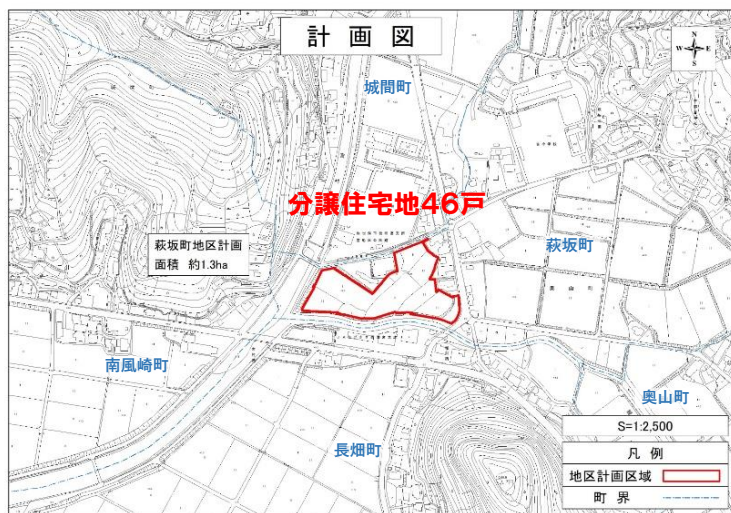 計画図
N
W E
S
城間町
分譲住宅地46戸
萩坂町地区計画
面積 約1.3ha
萩坂町
南風崎町
奥山町
長畑町
S=1:2,500
凡例
地区計画区域
町界